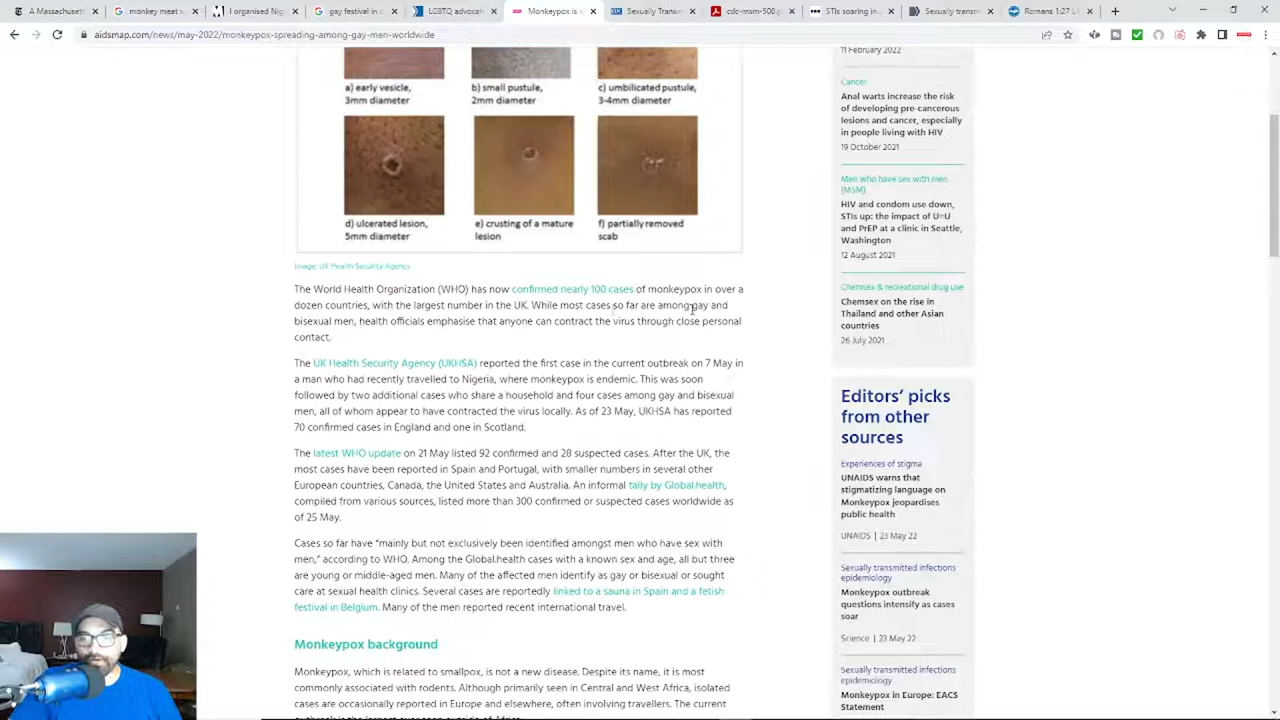 A Massachusett
monkey meat s
I organised Nig
gay festival in c
LGBTQ advocat
Monkeypox is s
Sexually Transm
cdc-msm-508.p
STIs soaring in
Sexually transm
Romans 1:27 LE
aidsmap.com/news/may-2022/monkeypox-spreading-among-gay-men-worldwide
a) early vesicle,
3mm diameter
b) small pustule,
2mm diameter
c) umbilicated pustule,
3-4mm diameter
d) ulcerated lesion,
5mm diameter
e) crusting of a mature
lesion
f) partially removed
scab
Image: UK Health Security Agency
The World Health Organization (WHO) has now confirmed nearly 100 cases of monkeypox in over a
dozen countries, with the largest number in the UK. While most cases so far are among gay and
bisexual men, health officials emphasise that anyone can contract the virus through close personal
contact.
The UK Health Security Agency (UKHSA) reported the first case in the current outbreak on 7 May in
a man who had recently travelled to Nigeria, where monkeypox is endemic. This was soon
followed by two additional cases who share a household and four cases among gay and bisexual
men, all of whom appear to have contracted the virus locally. As of 23 May, UKHSA has reported
70 confirmed cases in England and one in Scotland.
The latest WHO update on 21 May listed 92 confirmed and 28 suspected cases. After the UK, the
most cases have been reported in Spain and Portugal, with smaller numbers in several other
European countries, Canada, the United States and Australia. An informal tally by Global.health,
compiled from various sources, listed more than 300 confirmed or suspected cases worldwide as
of 25 May.
Cases so far have “mainly but not exclusively been identified amongst men who have sex with
men,” according to WHO. Among the Global.health cases with a known sex and age, all but three
are young or middle-aged men. Many of the affected men identify as gay or bisexual or sought
care at sexual health clinics. Several cases are reportedly linked to a sauna in Spain and a fetish
festival in Belgium. Many of the men reported recent international travel.
Monkeypox background
Monkeypox, which is related to smallpox, is not a new disease. Despite its name, it is most
commonly associated with rodents. Although primarily seen in Central and West Africa, isolated
cases are occasionally reported in Europe and elsewhere, often involving travellers. The current
11 February 2022
Cancer
Anal warts increase the risk
of developing pre-cancerous
lesions and cancer, especially
in people living with HIV
19 October 2021
Men who have sex with men
(MSM)
HIV and condom use down,
STIs up: the impact of U=U
and PrEP at a clinic in Seattle,
Washington
12 August 2021
Chemsex & recreational drug use
Chemsex on the rise in
Thailand and other Asian
countries
26 July 2021
Editors’ picks
from other
sources
Experiences of stigma
UNAIDS warns that
stigmatizing language on
Monkeypox jeopardises
public health
UNAIDS | 23 May 22
Sexually transmitted infections
epidemiology
Monkeypox outbreak
questions intensify as cases
soar
Science | 23 May 22
Sexually transmitted infections
epidemiology
Monkeypox in Europe: EACS
Statement